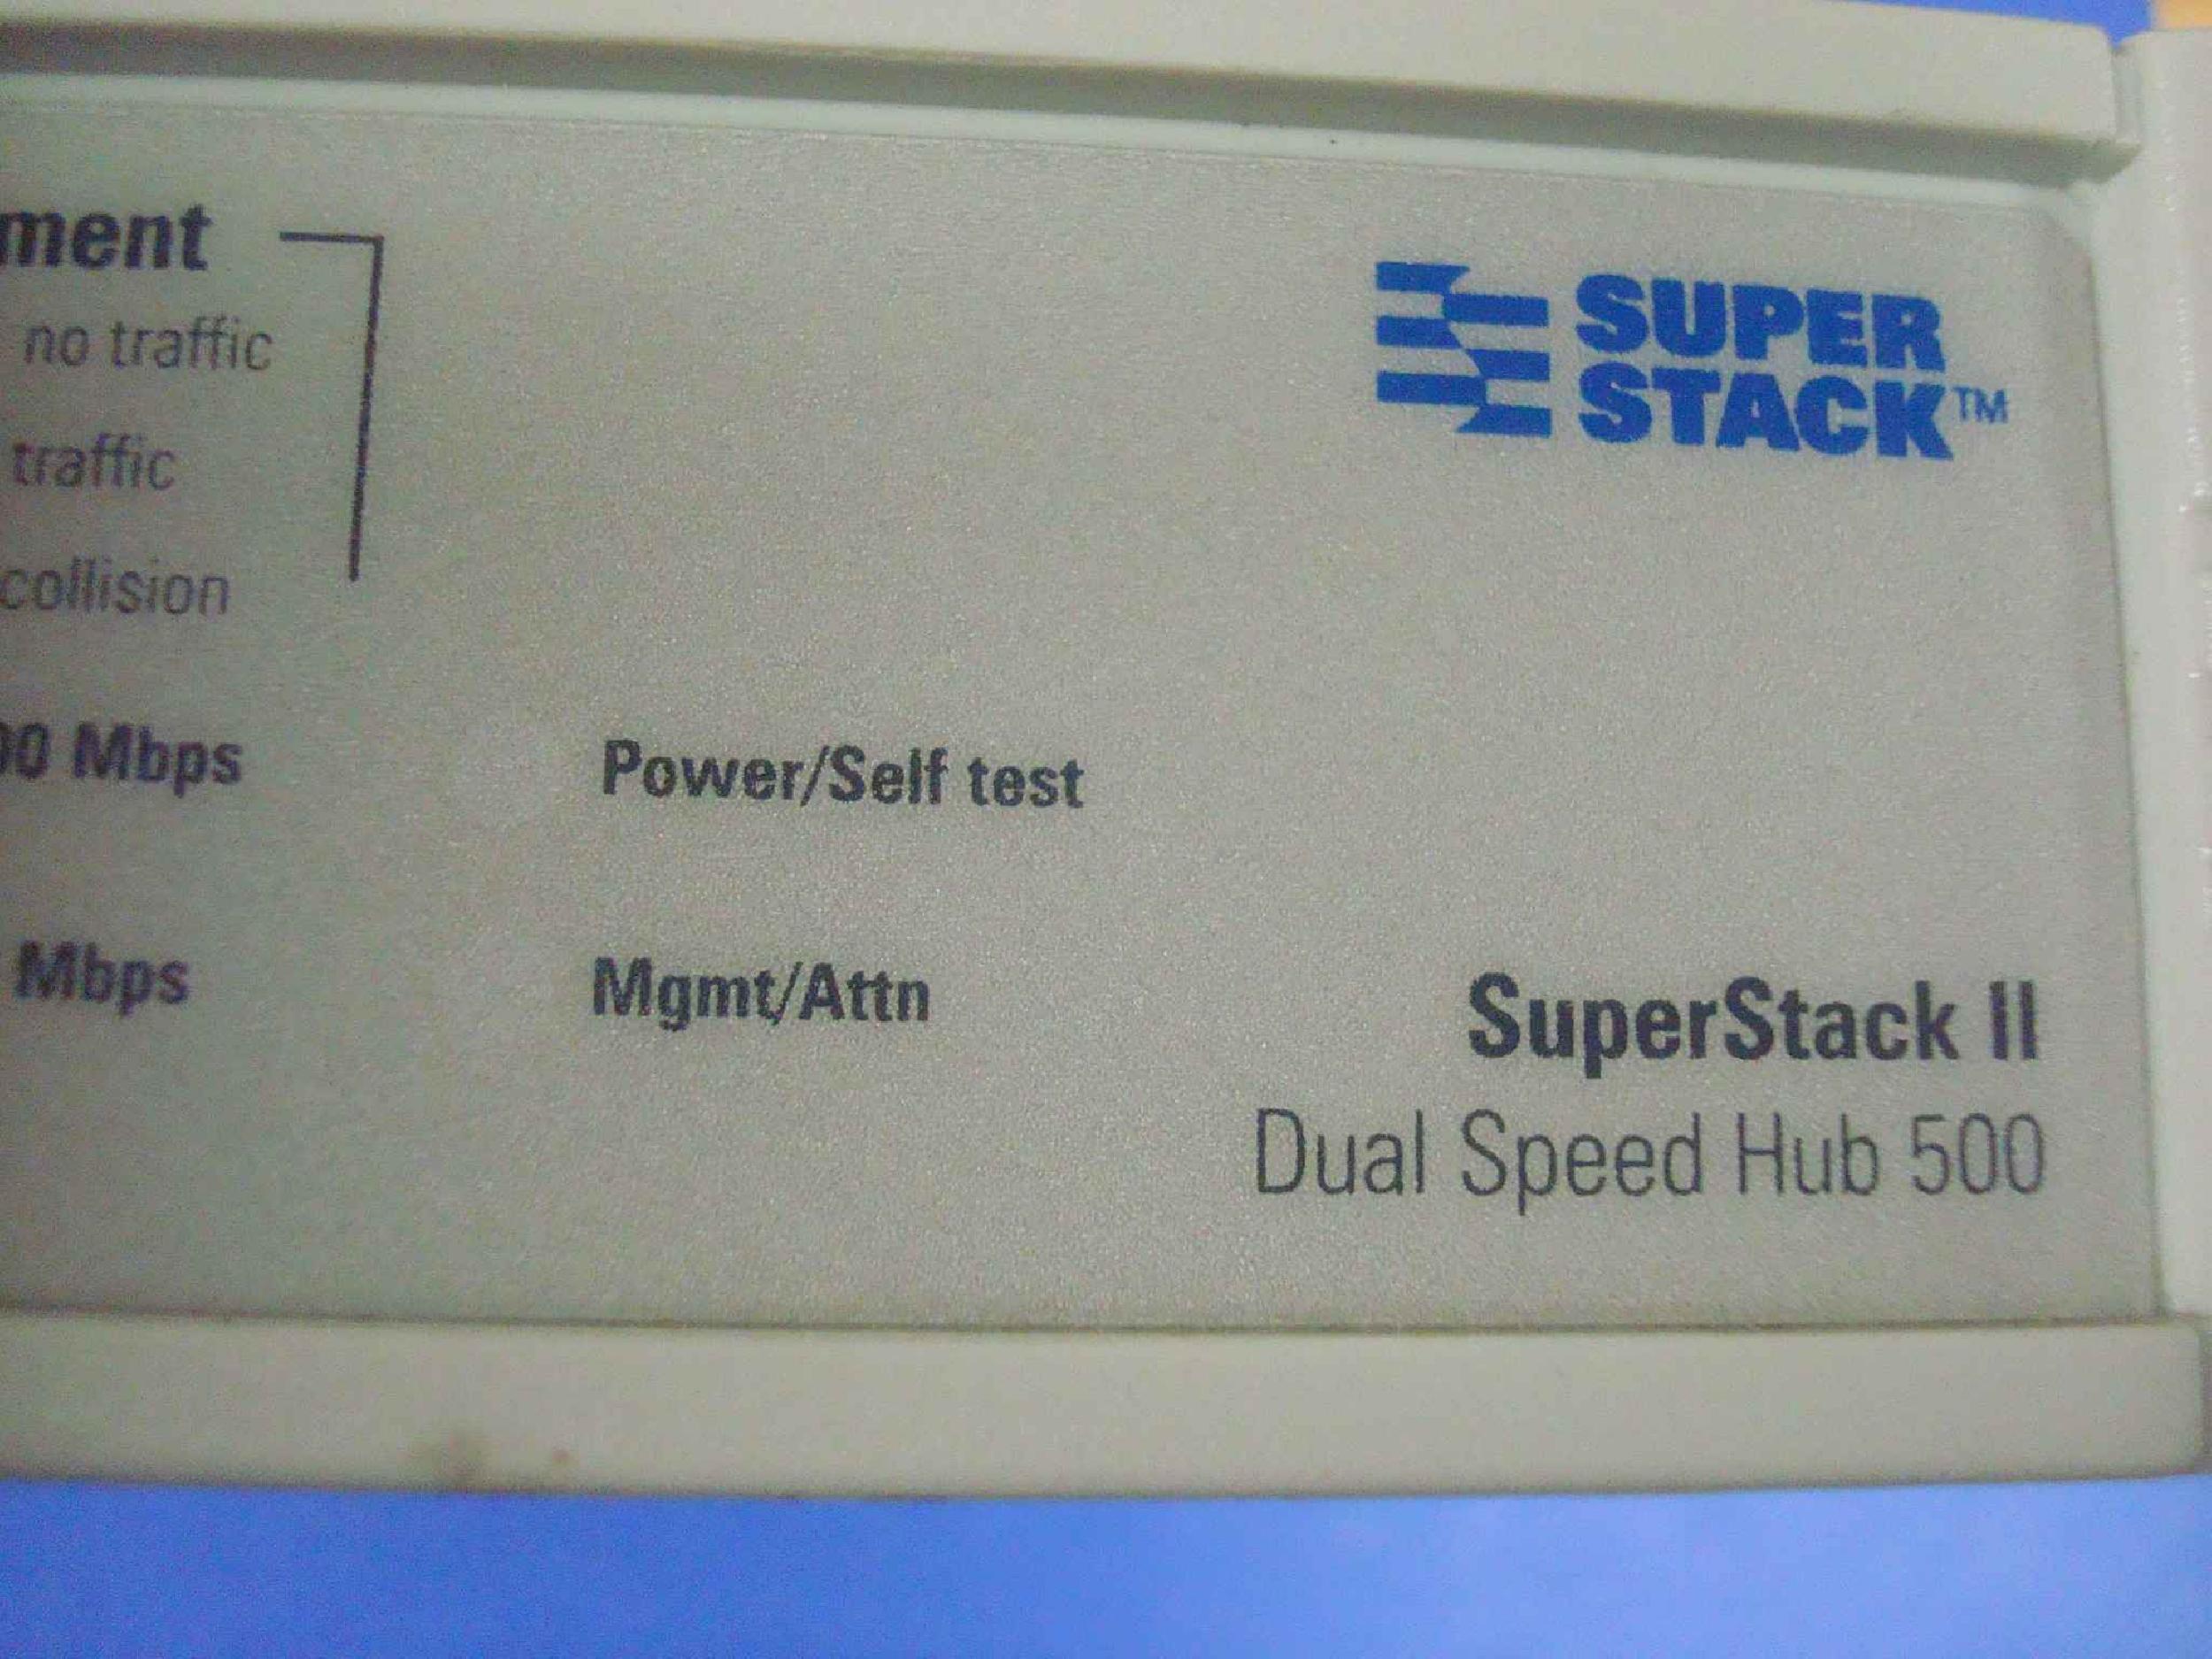 ment
no traffic
traffic
collision
00 Mbps
Mbps
Power/Self test
Mgmt/Attn
SUPER
STACK™
SuperStack II
Dual Speed Hub 500